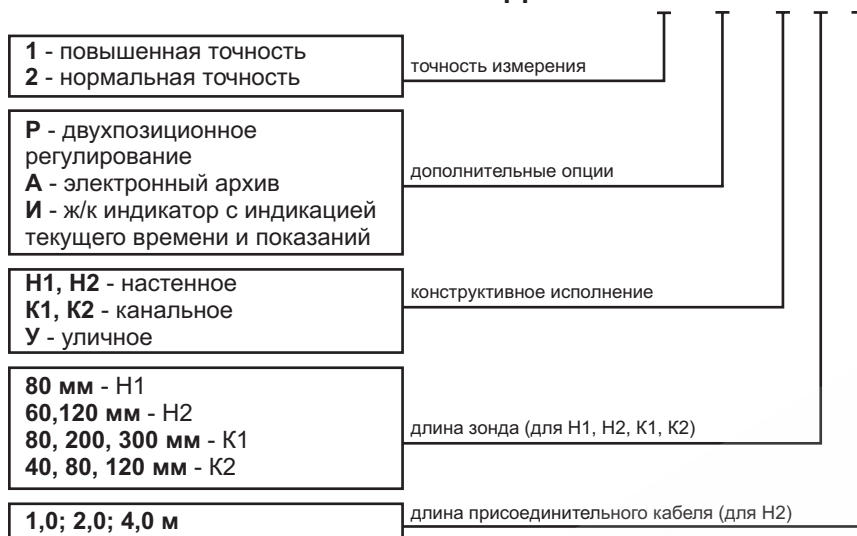 1 - повышенная точность
2 - нормальная точность
точность измерения
Р - двухпозиционное
регулирование
А - электронный архив
И - ж/к индикатор с индикацией
текущего времени и показаний
дополнительные опции
Н1, Н2 - настенное
К1, К2 - канальное
У - уличное
конструктивное исполнение
80 мм - Н1
60,120 мм - Н2
80, 200, 300 мм - К1
40, 80, 120 мм - К2
длина зонда (для Н1, Н2, К1, К2)
1,0; 2,0; 4,0 м
длина присоединительного кабеля (для Н2)